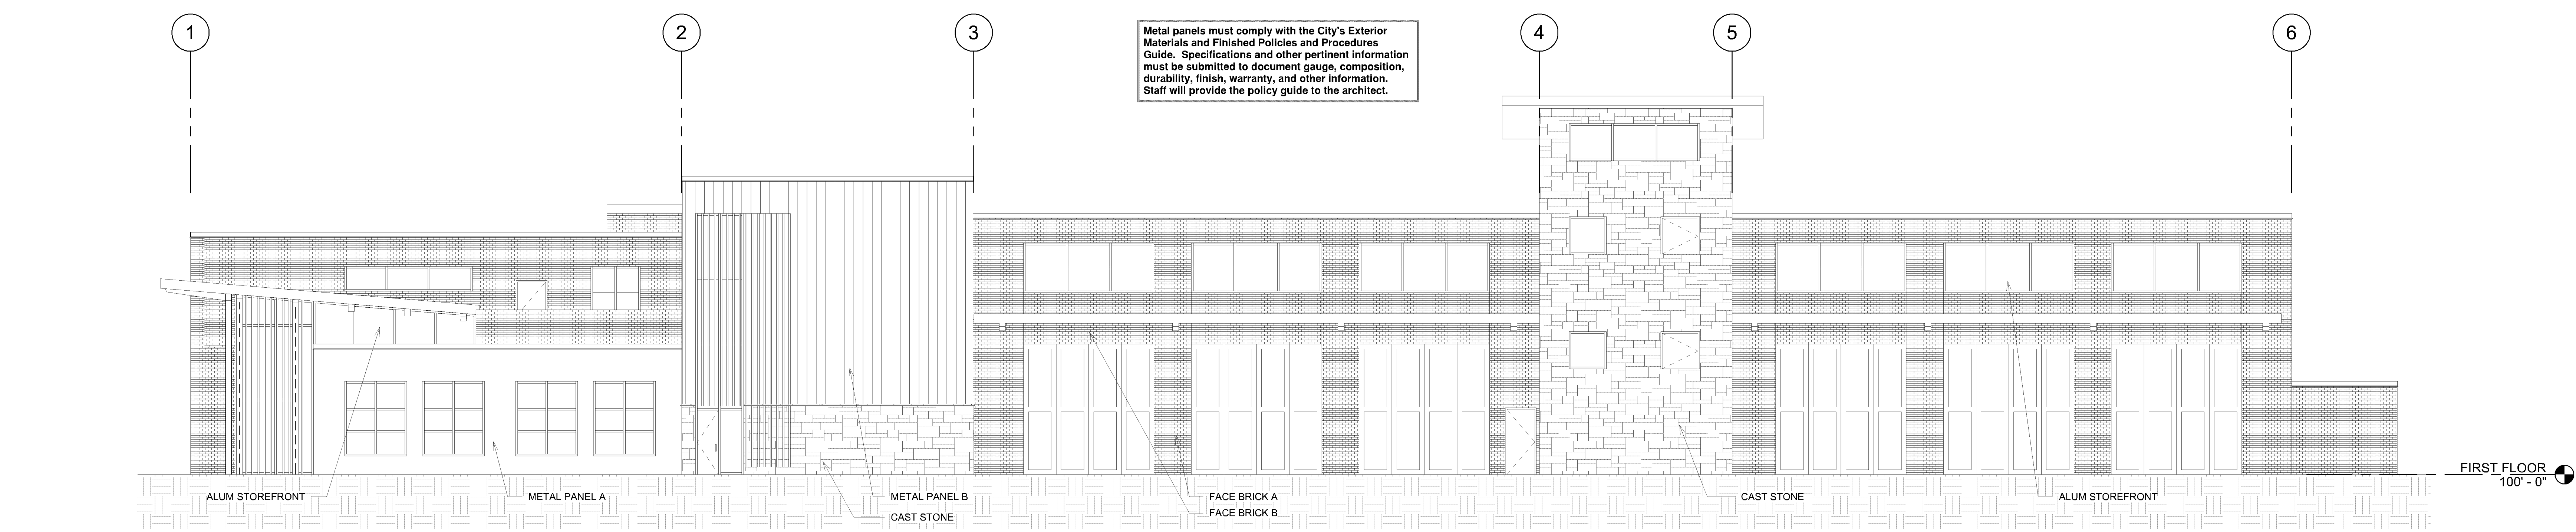 1
2
3
4
5
6
Metal panels must comply with the City's Exterior
Materials and Finished Policies and Procedures
Guide.  Specifications and other pertinent information
must be submitted to document gauge, composition,
durability, finish, warranty, and other information.
Staff will provide the policy guide to the architect.
FIRST FLOOR
100' - 0"
ALUM STOREFRONT
METAL PANEL A
METAL PANEL B
CAST STONE
FACE BRICK A
FACE BRICK B
CAST STONE
ALUM STOREFRONT